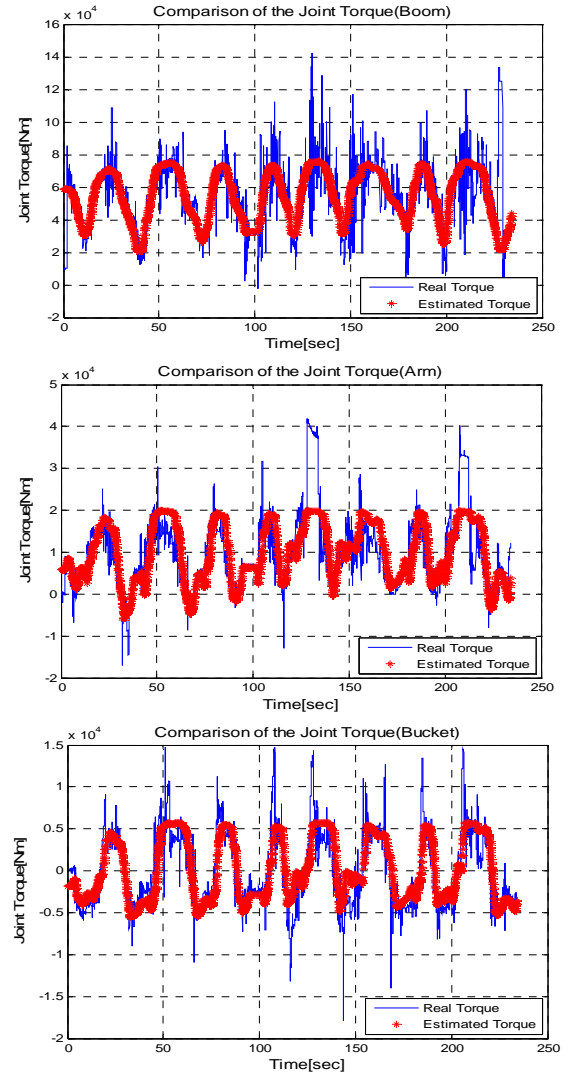 Comparison of the Joint Torque(Boom)
x 10^4
16
14
12
10
8
6
4
2
0
-2
Joint Torque[Nm]
0 50 100 150 200 250
Time[sec]
Real Torque
Estimated Torque
Comparison of the Joint Torque(Arm)
x 10^4
5
4
3
2
1
0
-1
-2
Joint Torque[Nm]
0 50 100 150 200 250
Time[sec]
Real Torque
Estimated Torque
Comparison of the Joint Torque(Bucket)
x 10^4
1.5
1
0.5
0
-0.5
-1
-1.5
-2
Joint Torque[Nm]
0 50 100 150 200 250
Time[sec]
Real Torque
Estimated Torque